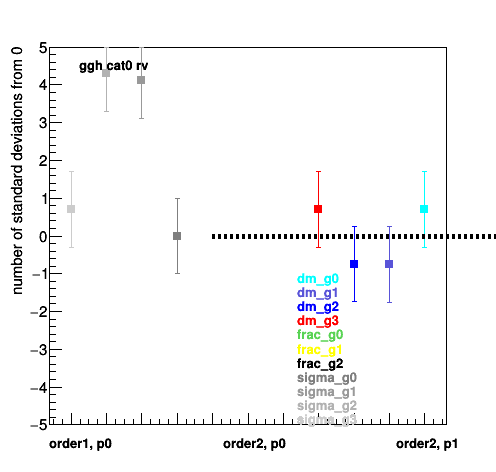 number of standard deviations from 0
5
4
3
2
1
0
−1
−2
−3
−4
−5
ggh cat0 rv
dm_g0
dm_g1
dm_g2
dm_g3
frac_g0
frac_g1
frac_g2
sigma_g0
sigma_g1
sigma_g2
sigma_g3
order1, p0
order2, p0
order2, p1